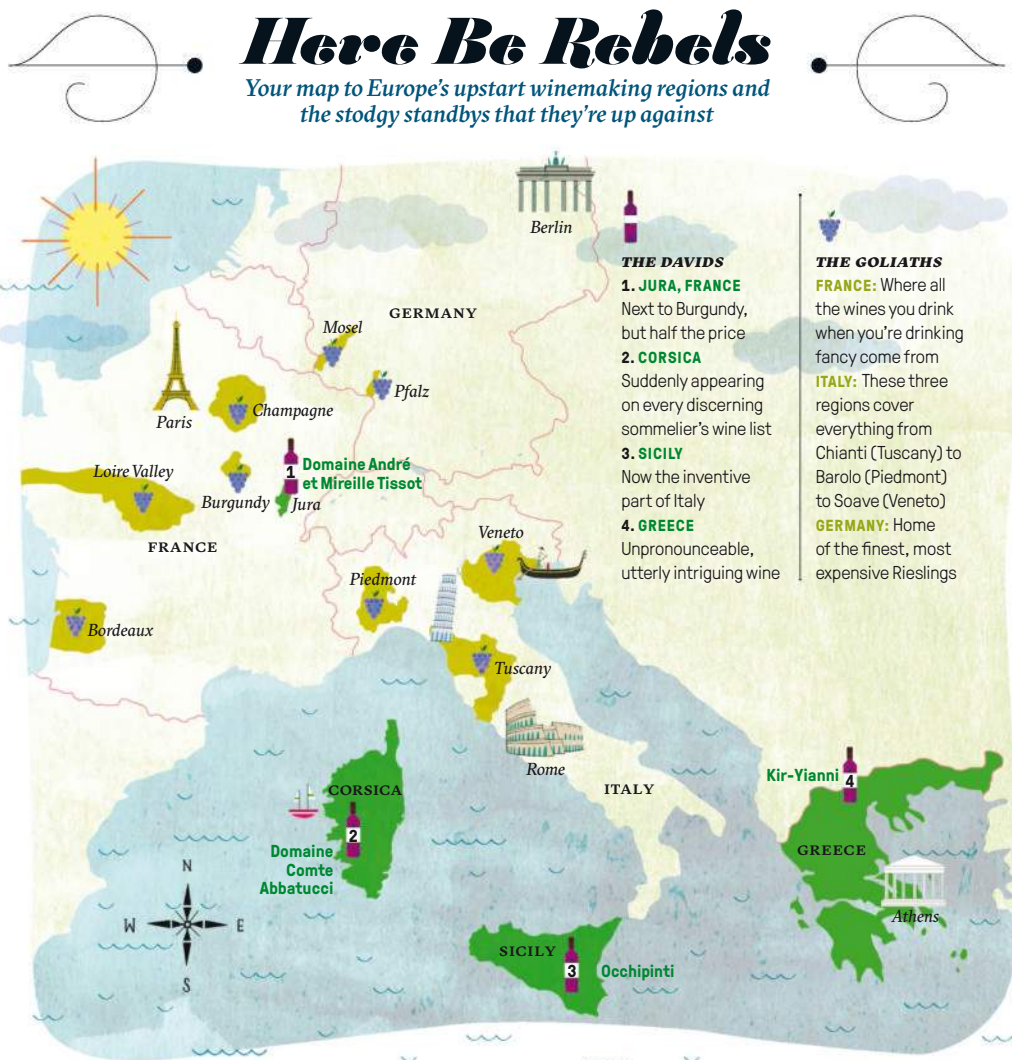 Here Be Rebels
Your map to Europe's upstart winemaking regions and
the stodgy standbys that they're up against
Berlin
THE DAVIDS
1. JURA, FRANCE
Next to Burgundy,
but half the price
2. CORSICA
Suddenly appearing
on every discerning
sommelier's wine list
3. SICILY
Now the inventive
part of Italy
4. GREECE
Unpronounceable,
utterly intriguing wine
THE GOLIATHS
FRANCE: Where all
the wines you drink
when you're drinking
fancy come from
ITALY: These three
regions cover
everything from
Chianti (Tuscany) to
Barolo (Piedmont)
to Soave (Veneto)
GERMANY: Home
of the finest, most
expensive Rieslings
GERMANY
Mosel
Pfalz
Paris
Champagne
Loire Valley
Burgundy
1
Domaine André
et Mireille Tissot
Jura
FRANCE
Veneto
Piedmont
Bordeaux
Tuscany
Rome
ITALY
CORSICA
2
Domaine
Comte
Abbatucci
Kir-Yianni
4
GREECE
Athens
N
W
E
S
SICILY
3
Occhipinti